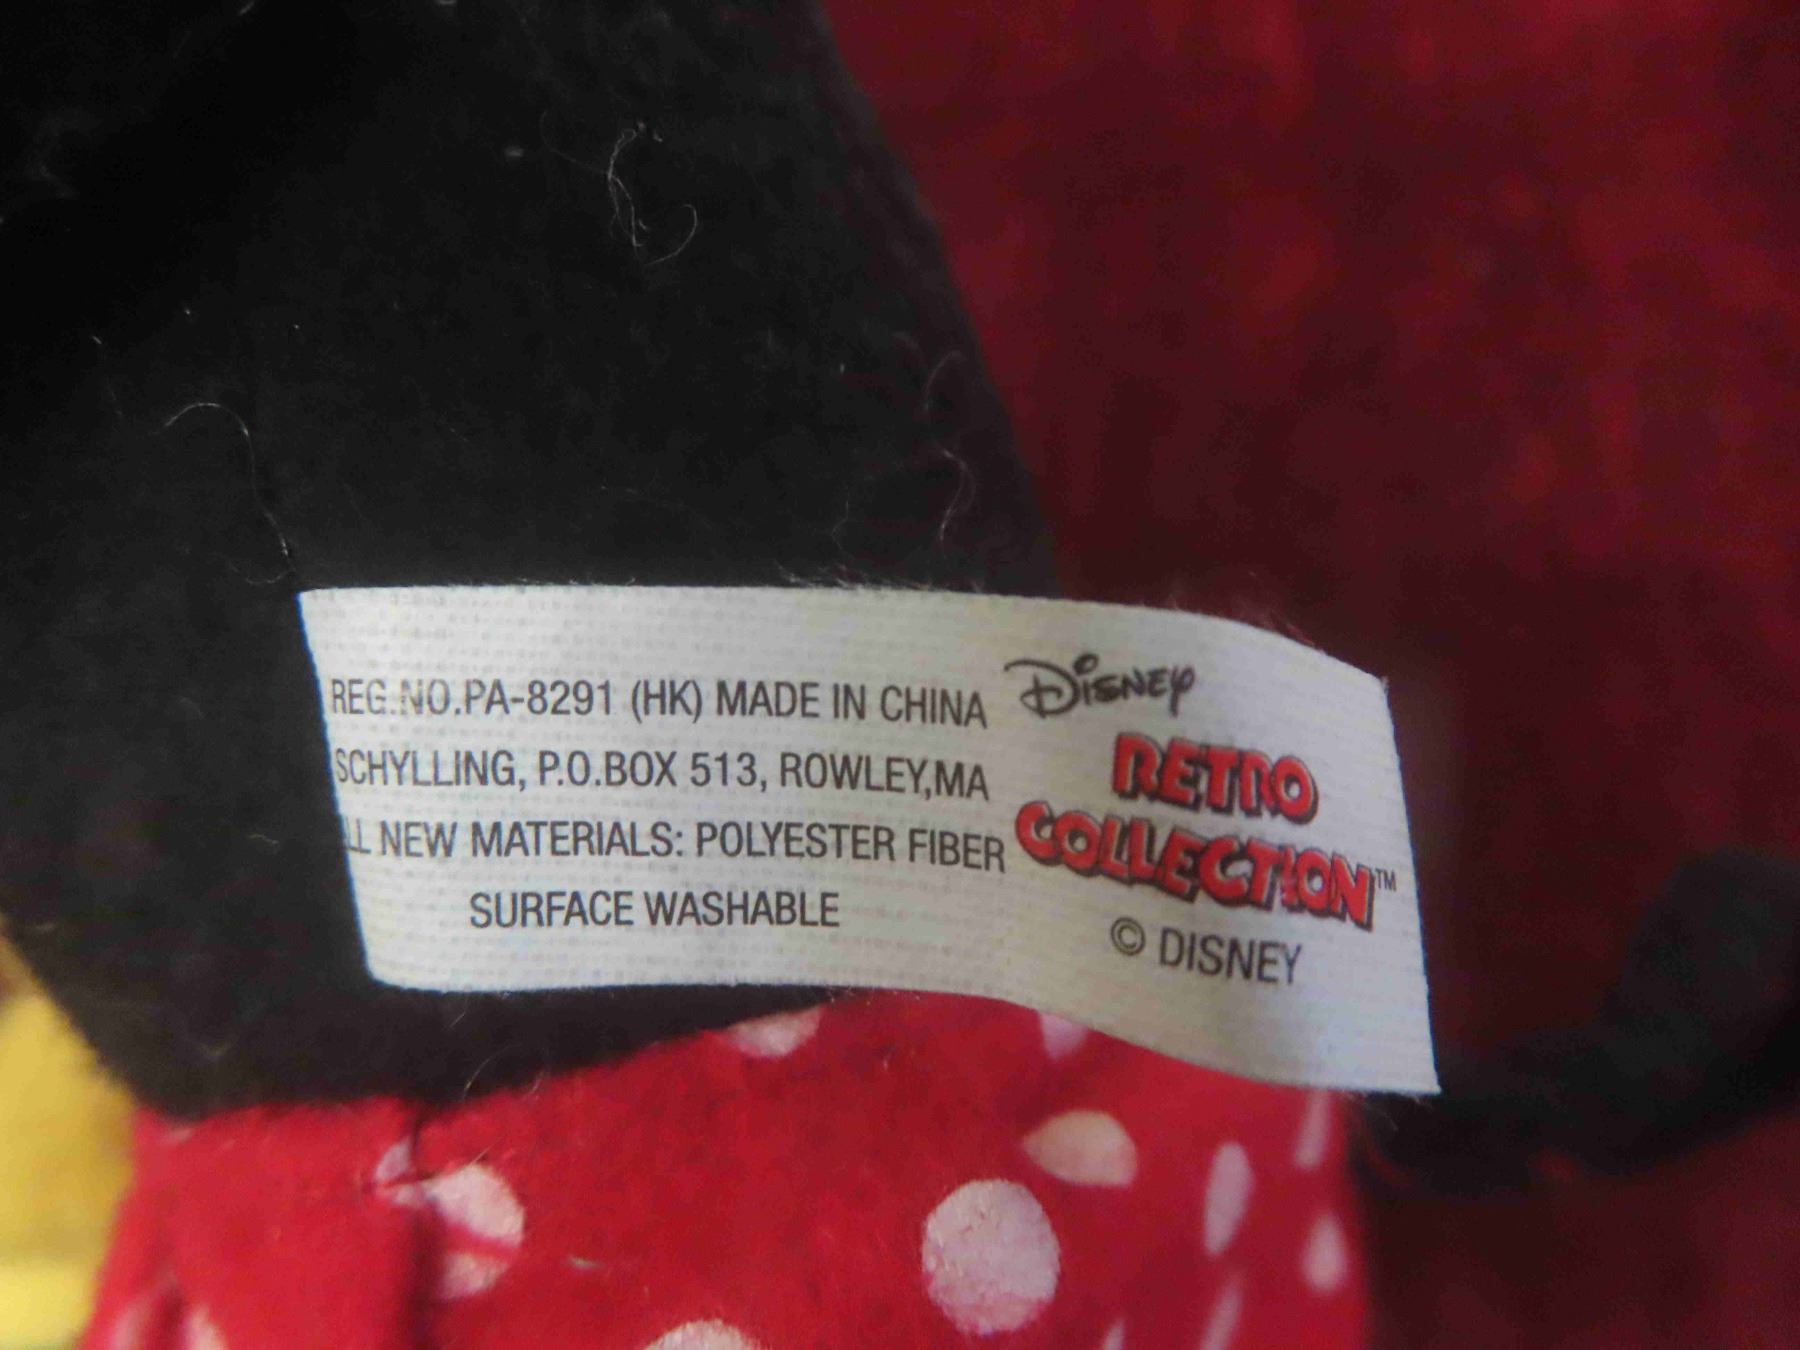 REG.NO.PA-8291 (HK) MADE IN CHINA
SCHYLLING, P.O.BOX 513, ROWLEY,MA
LL NEW MATERIALS: POLYESTER FIBER
SURFACE WASHABLE
Disney
RETRO
COLLECTION™
© DISNEY